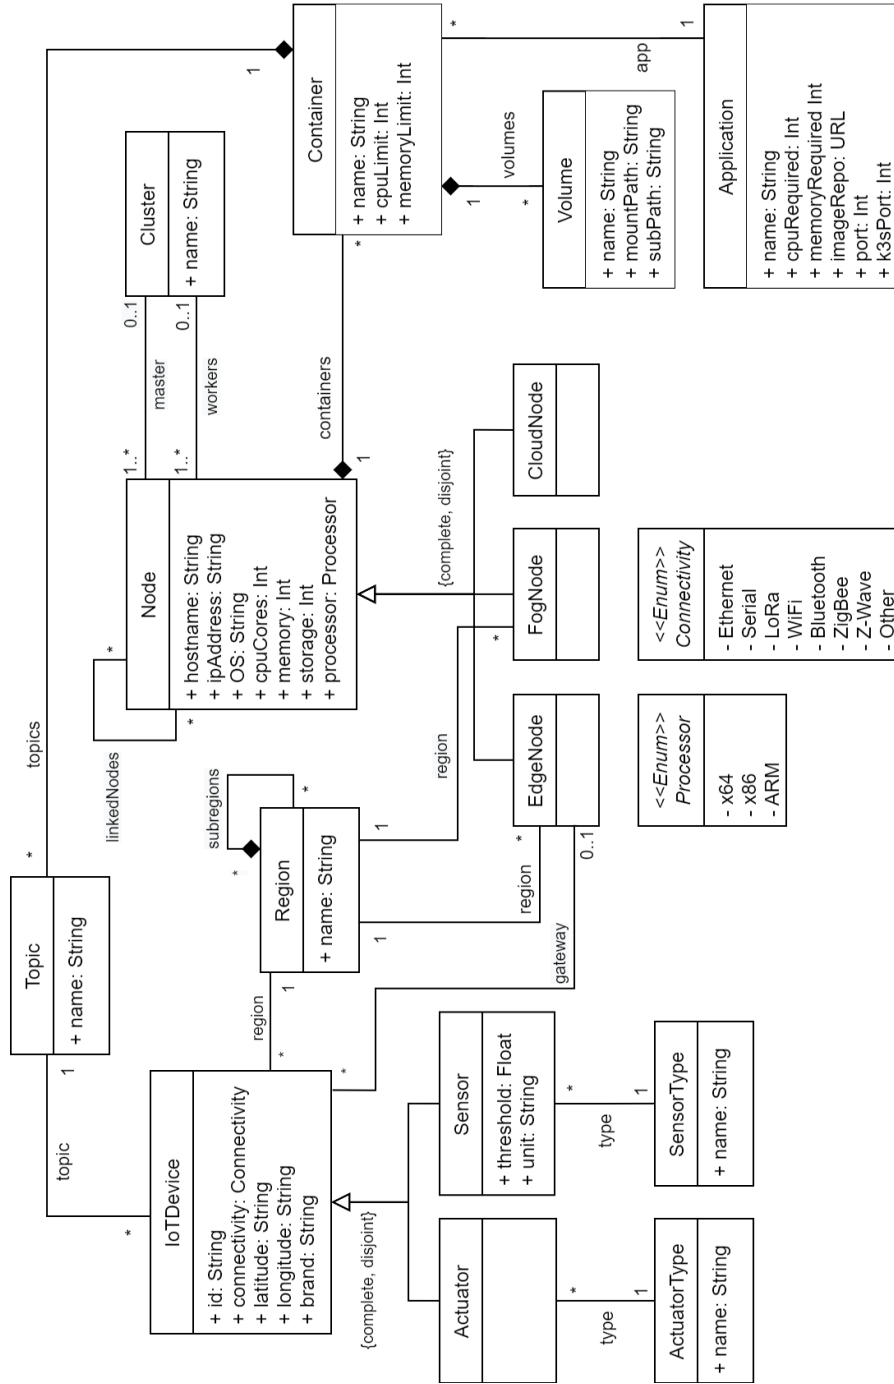 Topic
+ name: String
topic
1
*
topics
*
1
IoTDevice
+ id: String
+ connectivity: Connectivity
+ latitude: String
+ longitude: String
+ brand: String
region
*
1
*
Region
+ name: String
subregions
*
*
linkedNodes
*
*
Node
+ hostname: String
+ ipAddress: String
+ OS: String
+ cpuCores: Int
+ memory: Int
+ storage: Int
+ processor: Processor
1..*
master
0..1
1..*
workers
0..1
Cluster
+ name: String
containers
1
*
Container
+ name: String
+ cpuLimit: Int
+ memoryLimit: Int
{complete, disjoint}
Actuator
Sensor
+ threshold: Float
+ unit: String
gateway
0..1
region
1
*
region
1
*
{complete, disjoint}
EdgeNode
FogNode
CloudNode
volumes
1
*
Volume
+ name: String
+ mountPath: String
+ subPath: String
*
app
1
*
type
1
*
type
1
ActuatorType
+ name: String
SensorType
+ name: String
<<Enum>>
Processor
- x64
- x86
- ARM
<<Enum>>
Connectivity
- Ethernet
- Serial
- LoRa
- WiFi
- Bluetooth
- ZigBee
- Z-Wave
- Other
Application
+ name: String
+ cpuRequired: Int
+ memoryRequired Int
+ imageRepo: URL
+ port: Int
+ k3sPort: Int